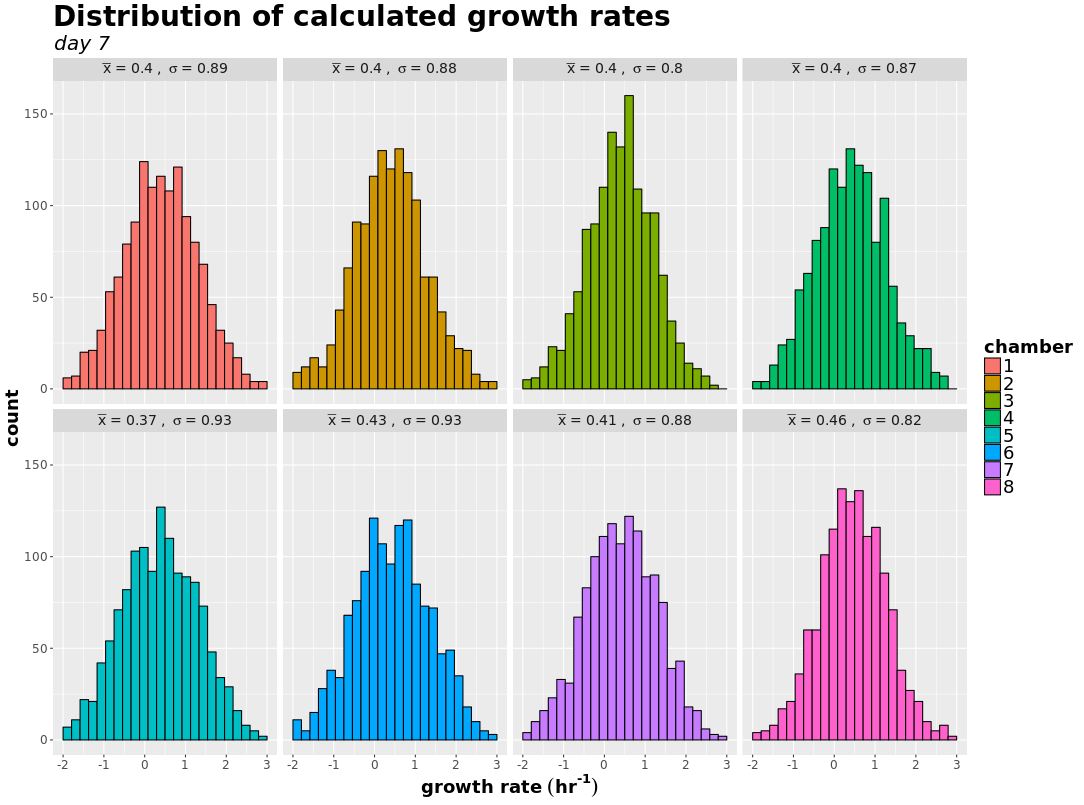 Distribution of calculated growth rates
day 7
x̅ = 0.4 , σ = 0.89
x̅ = 0.4 , σ = 0.88
x̅ = 0.4 , σ = 0.8
x̅ = 0.4 , σ = 0.87
150
100
50
0
count
x̅ = 0.37 , σ = 0.93
x̅ = 0.43 , σ = 0.93
x̅ = 0.41 , σ = 0.88
x̅ = 0.46 , σ = 0.82
150
100
50
0
-2 -1 0 1 2 3
-2 -1 0 1 2 3
-2 -1 0 1 2 3
-2 -1 0 1 2 3
growth rate (hr⁻¹)
chamber
1
2
3
4
5
6
7
8